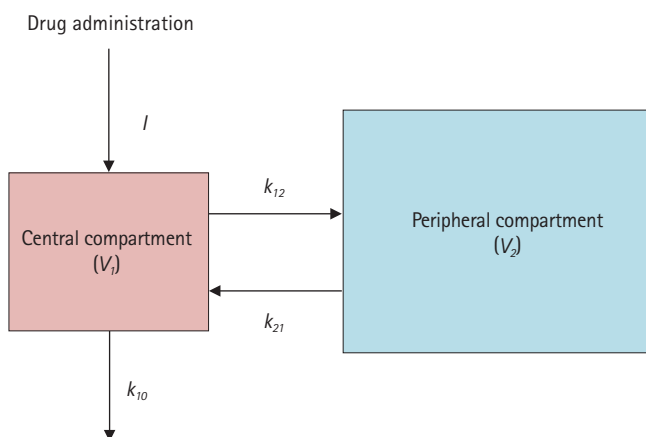 Drug administration
I
k12
Central compartment
(V1)
Peripheral compartment
(V2)
k21
k10